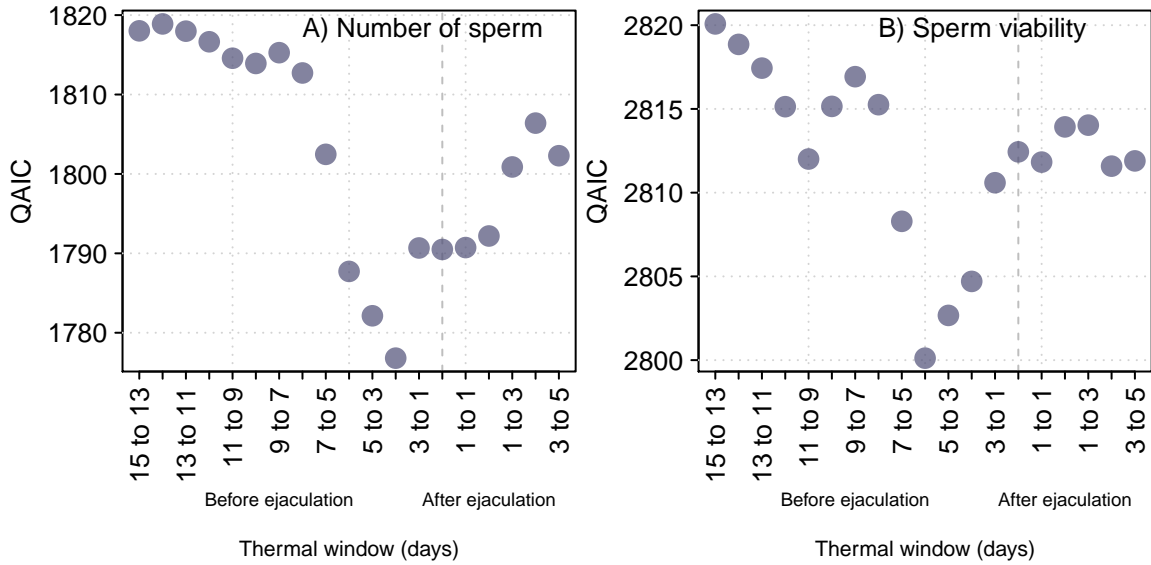 A) Number of sperm
1820
1810
1800
1790
1780
QAIC
15 to 13
13 to 11
11 to 9
9 to 7
7 to 5
5 to 3
3 to 1
1 to 1
1 to 3
3 to 5
Before ejaculation
After ejaculation
Thermal window (days)
B) Sperm viability
2820
2815
2810
2805
2800
QAIC
15 to 13
13 to 11
11 to 9
9 to 7
7 to 5
5 to 3
3 to 1
1 to 1
1 to 3
3 to 5
Before ejaculation
After ejaculation
Thermal window (days)